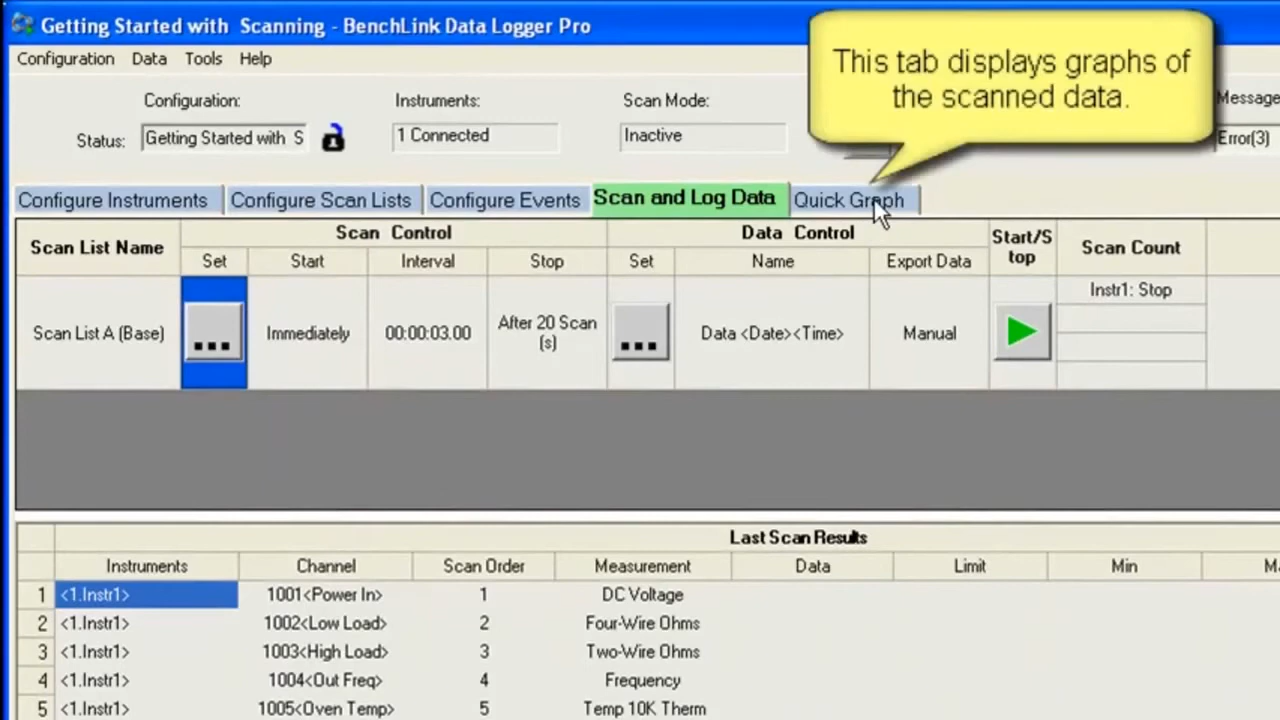 Getting Started with  Scanning - BenchLink Data Logger Pro
This tab displays graphs of
the scanned data.
Configuration Data Tools Help
Configuration: Instruments: Scan Mode: Message
Status: Getting Started with  S 1 Connected Inactive Error(3)
Configure Instruments Configure Scan Lists Configure Events Scan and Log Data Quick Graph
Scan List Name Scan Control Data Control Start/S
top Scan Count
Set Start Interval Stop Set Name Export Data
Instr1: Stop
Scan List A (Base) ... Immediately 00:00:03.00 After 20 Scan
(s) ... Data <Date><Time> Manual
Last Scan Results
Instruments Channel Scan Order Measurement Data Limit Min
1 <1.Instr1> 1001<Power In> 1 DC Voltage
2 <1.Instr1> 1002<Low Load> 2 Four-Wire Ohms
3 <1.Instr1> 1003<High Load> 3 Two-Wire Ohms
4 <1.Instr1> 1004<Out Freq> 4 Frequency
5 <1.Instr1> 1005<Oven Temp> 5 Temp 10K Therm